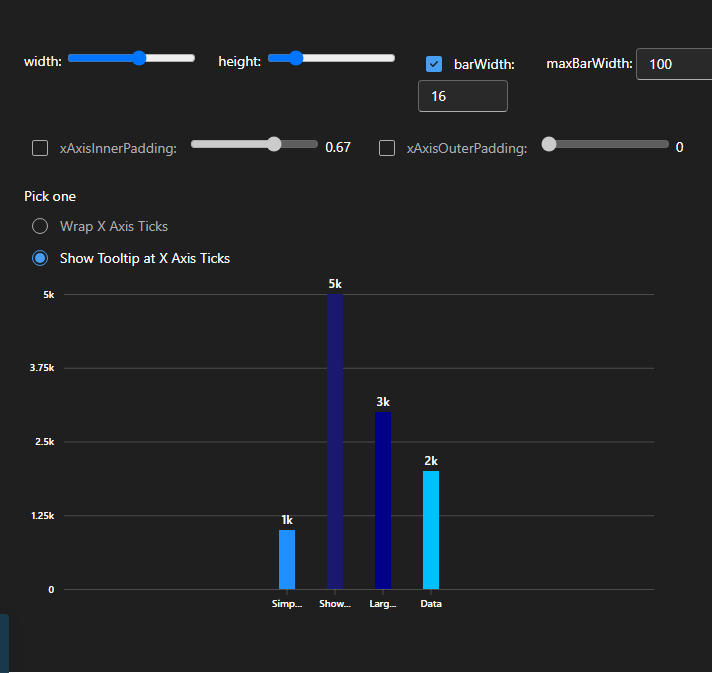 width: height: barWidth: maxBarWidth: 100
16
xAxisInnerPadding: 0.67 xAxisOuterPadding: 0
Pick one
Wrap X Axis Ticks
Show Tooltip at X Axis Ticks
5k
5k
3.75k
3k
2.5k
2k
1.25k
1k
0
Simp... Show... Larg... Data